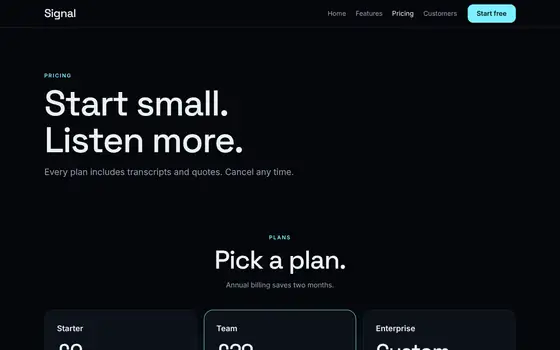 Signal
Home Features Pricing Customers Start free
PRICING
Start small.
Listen more.
Every plan includes transcripts and quotes. Cancel any time.
PLANS
Pick a plan.
Annual billing saves two months.
Starter Team Enterprise
Custom